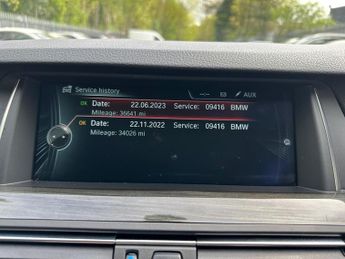 Service history
--:-- AUX
OK Date: 22.06.2023 Service: 09416 BMW
Mileage: 36641 mi
OK Date: 22.11.2022 Service: 09416 BMW
Mileage: 34026 mi